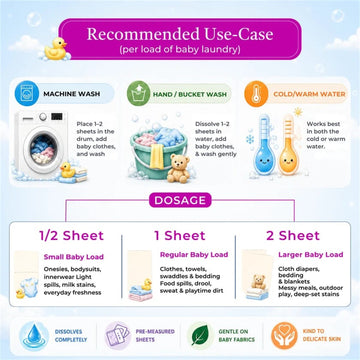 Recommended Use-Case
(per load of baby laundry)
MACHINE WASH
Place 1-2
sheets in the
drum, add
baby clothes,
and wash
HAND / BUCKET WASH
Dissolve 1-2
sheets in
water, add
baby clothes,
& wash gently
COLD/WARM WATER
Works best
in both the
cold or warm
water.
DOSAGE
1/2 Sheet
Small Baby Load
Onesies, bodysuits,
innerwear Light
spills, milk stains,
everyday freshness
1 Sheet
Regular Baby Load
Clothes, towels,
swaddles & bedding
Food spills, drool,
sweat & playtime dirt
2 Sheet
Larger Baby Load
Cloth diapers,
bedding
& blankets
Messy meals, outdoor
play, deep-set stains
DISSOLVES
COMPLETELY
PRE-MEASURED
SHEETS
GENTLE ON
BABY FABRICS
KIND TO
DELICATE SKIN